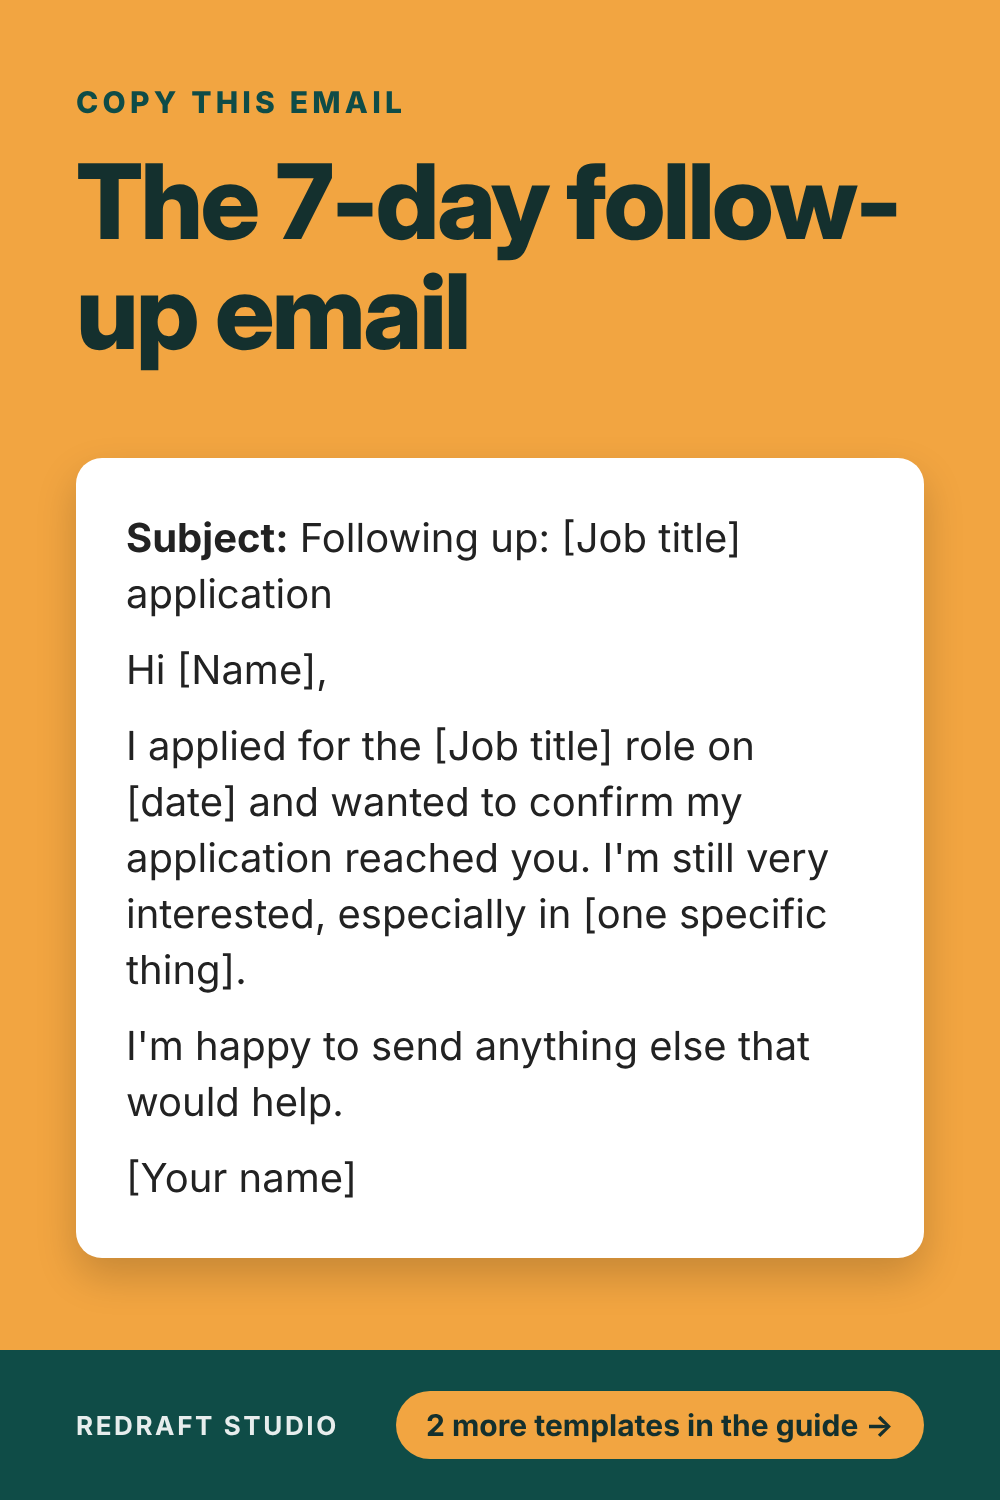 COPY THIS EMAIL
The 7-day follow-
up email
Subject: Following up: [Job title]
application
Hi [Name],
I applied for the [Job title] role on
[date] and wanted to confirm my
application reached you. I'm still very
interested, especially in [one specific
thing].
I'm happy to send anything else that
would help.
[Your name]
REDRAFT STUDIO
2 more templates in the guide →